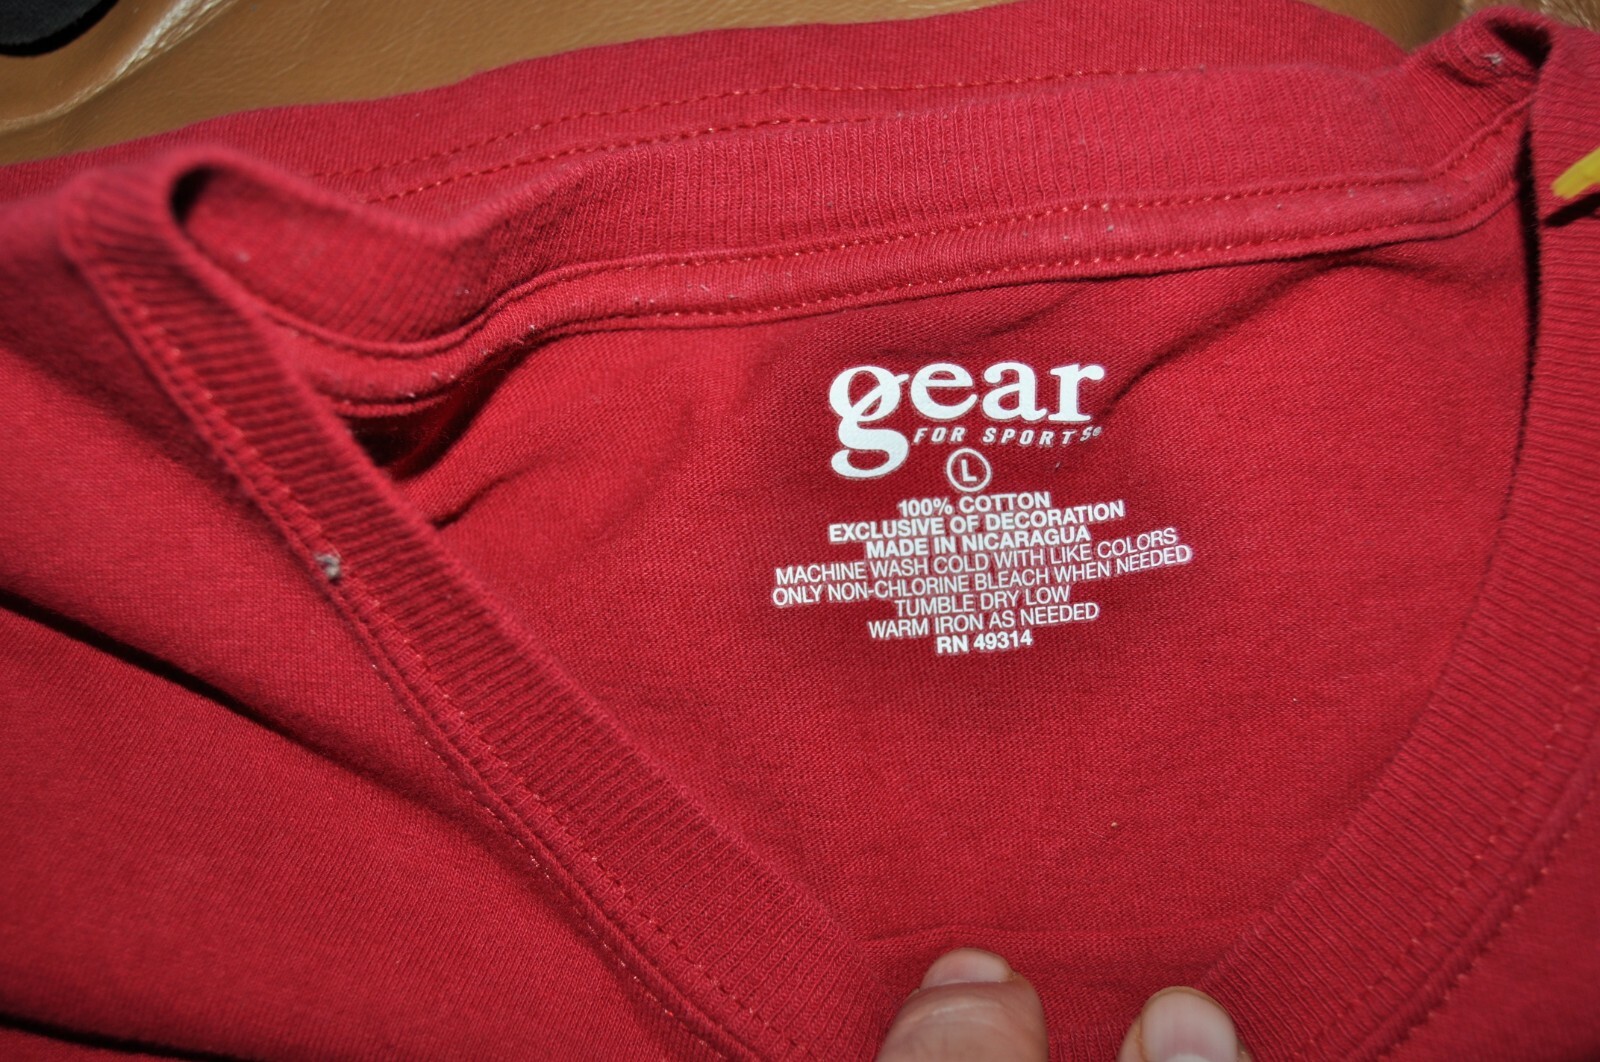 gear
FOR SPORTS®
L
100% COTTON
EXCLUSIVE OF DECORATION
MADE IN NICARAGUA
MACHINE WASH COLD WITH LIKE COLORS
ONLY NON-CHLORINE BLEACH WHEN NEEDED
TUMBLE DRY LOW
WARM IRON AS NEEDED
RN 49314